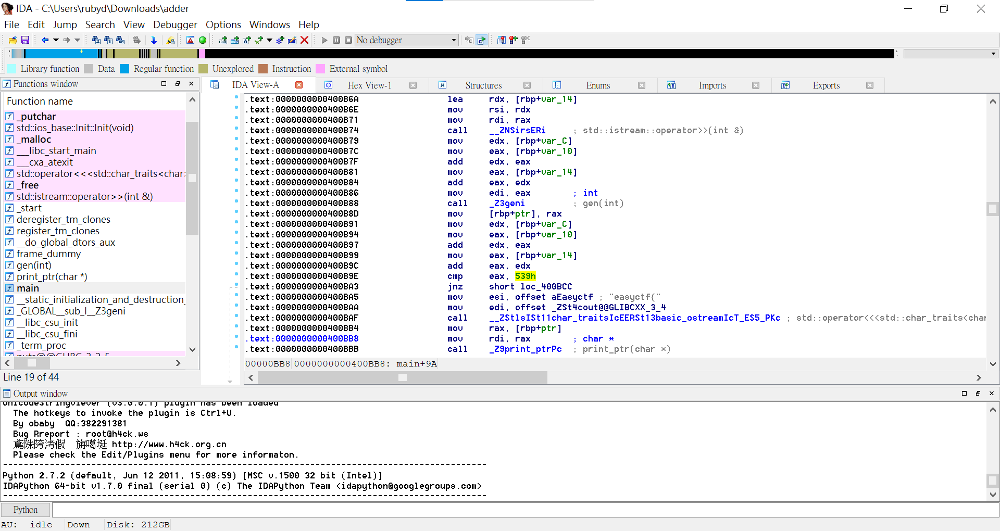 IDA - C:\Users\rubyd\Downloads\adder
File Edit Jump Search View Debugger Options Windows Help
No debugger
Library function Data Regular function Unexplored Instruction External symbol
Functions window
Function name
_putchar
std::ios_base::Init::Init(void)
_malloc
___libc_start_main
___cxa_atexit
std::operator<<<std::char_traits<char>
_free
std::istream::operator>>(int &)
_start
deregister_tm_clones
register_tm_clones
__do_global_dtors_aux
frame_dummy
gen(int)
print_ptr(char *)
main
__static_initialization_and_destruction_
_GLOBAL__sub_I__Z3geni
__libc_csu_init
__libc_csu_fini
_term_proc
Line 19 of 44
IDA View-A Hex View-1 Structures Enums Imports Exports
.text:0000000000400B6A lea rdx, [rbp+var_14]
.text:0000000000400B6E mov rsi, rdx
.text:0000000000400B71 mov rdi, rax
.text:0000000000400B74 call __ZNSirsERi ; std::istream::operator>>(int &)
.text:0000000000400B79 mov edx, [rbp+var_C]
.text:0000000000400B7C mov eax, [rbp+var_10]
.text:0000000000400B7F add edx, eax
.text:0000000000400B81 mov eax, [rbp+var_14]
.text:0000000000400B84 add eax, edx
.text:0000000000400B86 mov edi, eax ; int
.text:0000000000400B88 call _Z3geni ; gen(int)
.text:0000000000400B8D mov [rbp+ptr], rax
.text:0000000000400B91 mov edx, [rbp+var_C]
.text:0000000000400B94 mov eax, [rbp+var_10]
.text:0000000000400B97 add edx, eax
.text:0000000000400B99 mov eax, [rbp+var_14]
.text:0000000000400B9C add eax, edx
.text:0000000000400B9E cmp eax, 539h
.text:0000000000400BA3 jnz short loc_400BCC
.text:0000000000400BA5 mov esi, offset aEasyctf ; "easyctf{"
.text:0000000000400BAA mov edi, offset _ZSt4cout@@GLIBCXX_3_4
.text:0000000000400BAF call __ZStlsISt11char_traitsIcEERSt13basic_ostreamIcT_ES5_PKc ; std::operator<<<std::char_traits<char
.text:0000000000400BB4 mov rax, [rbp+ptr]
.text:0000000000400BB8 mov rdi, rax ; char *
.text:0000000000400BBB call _Z9print_ptrPc ; print_ptr(char *)
00000BB8 0000000000400BB8: main+9A
Output window
UnicodeStringViever (v3.0.0.1) plugin has been loaded
The hotkeys to invoke the plugin is Ctrl+U.
By obaby QQ:382291381
Bug Rreport : root@h4ck.ws
http://www.h4ck.org.cn
Please check the Edit/Plugins menu for more informaton.
Python 2.7.2 (default, Jun 12 2011, 15:08:59) [MSC v.1500 32 bit (Intel)]
IDAPython 64-bit v1.7.0 final (serial 0) (c) The IDAPython Team <idapython@googlegroups.com>
Python
AU: idle Down Disk: 212GB